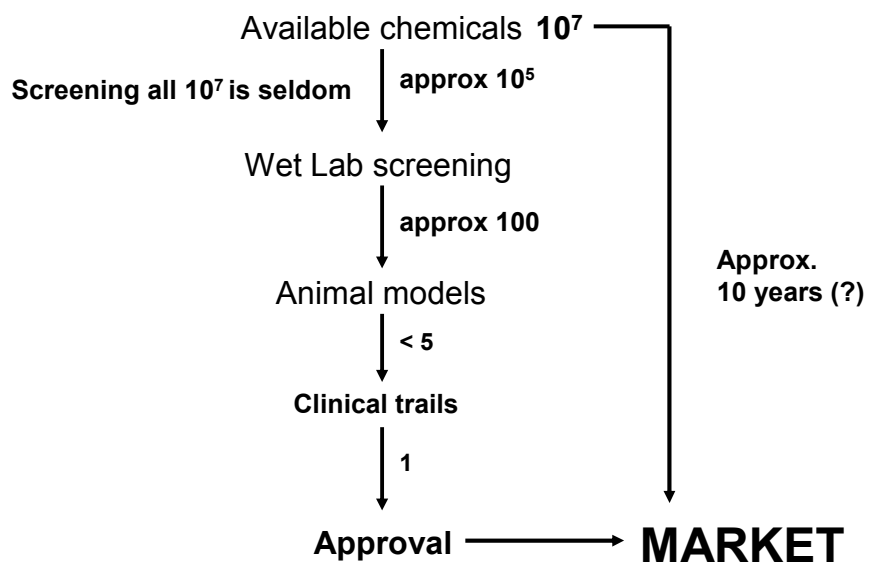 Available chemicals 10⁷
Screening all 10⁷ is seldom
approx 10⁵
Wet Lab screening
approx 100
Animal models
Approx.
10 years (?)
< 5
Clinical trails
1
Approval
MARKET